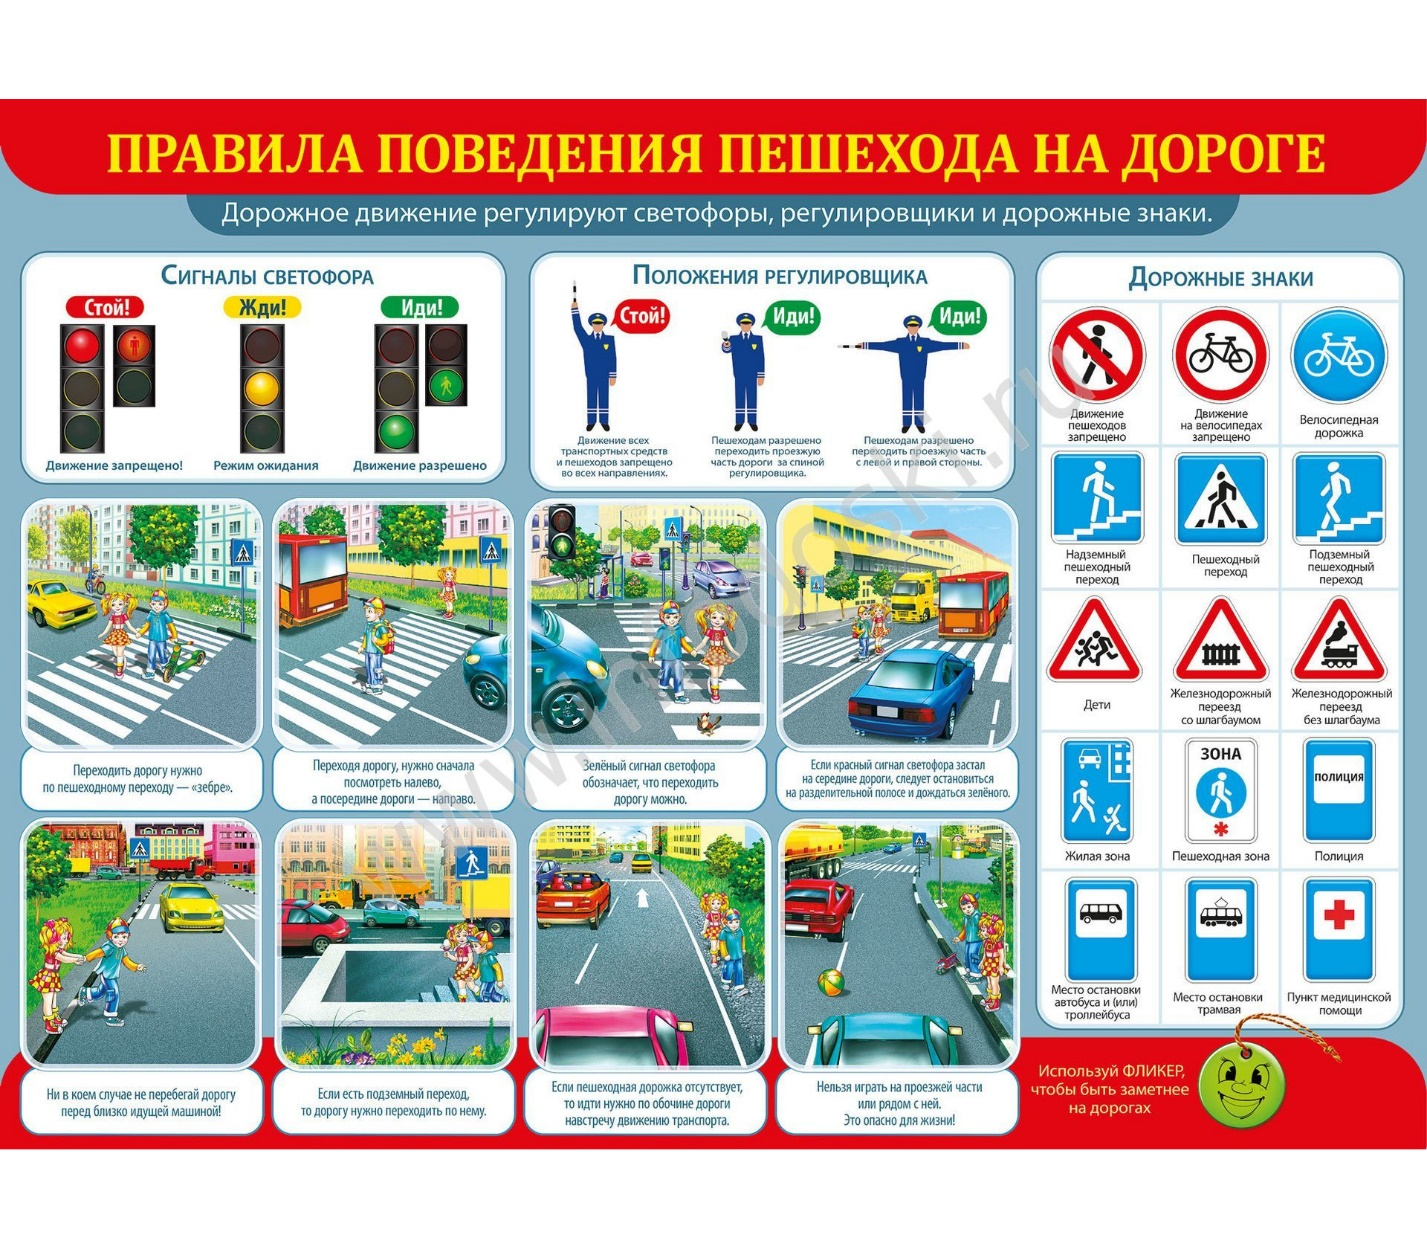 ПРАВИЛА ПОВЕДЕНИЯ ПЕШЕХОДА НА ДОРОГЕ
Дорожное движение регулируют светофоры, регулировщики и дорожные знаки.
СИГНАЛЫ СВЕТОФОРА
Стой!
Жди!
Иди!
Движение запрещено!
Режим ожидания
Движение разрешено
ПОЛОЖЕНИЯ РЕГУЛИРОВЩИКА
Стой!
Иди!
Иди!
Движение всех
транспортных средств
и пешеходов запрещено
во всех направлениях.
Пешеходам разрешено
переходить проезжую
часть дороги за спиной
регулировщика.
Пешеходам разрешено
переходить проезжую часть
с левой и правой стороны.
ДОРОЖНЫЕ ЗНАКИ
Движение
пешеходов
запрещено
Движение
на велосипедах
запрещено
Велосипедная
дорожка
Надземный
пешеходный
переход
Пешеходный
переход
Подземный
пешеходный
переход
Дети
Железнодорожный
переезд
со шлагбаумом
Железнодорожный
переезд
без шлагбаума
Жилая зона
ЗОНА
Пешеходная зона
ПОЛИЦИЯ
Полиция
Место остановки
автобуса и (или)
троллейбуса
Место остановки
трамвая
Пункт медицинской
помощи
Переходить дорогу нужно
по пешеходному переходу — «зебре».
Переходя дорогу, нужно сначала
посмотреть налево,
а посередине дороги — направо.
Зелёный сигнал светофора
обозначает, что переходить
дорогу можно.
Если красный сигнал светофора застал
на середине дороги, следует остановиться
на разделительной полосе и дождаться зелёного.
Ни в коем случае не перебегай дорогу
перед близко идущей машиной!
Если есть подземный переход,
то дорогу нужно переходить по нему.
Если пешеходная дорожка отсутствует,
то идти нужно по обочине дороги
навстречу движению транспорта.
Нельзя играть на проезжей части
или рядом с ней.
Это опасно для жизни!
Используй ФЛИКЕР,
чтобы быть заметнее
на дорогах